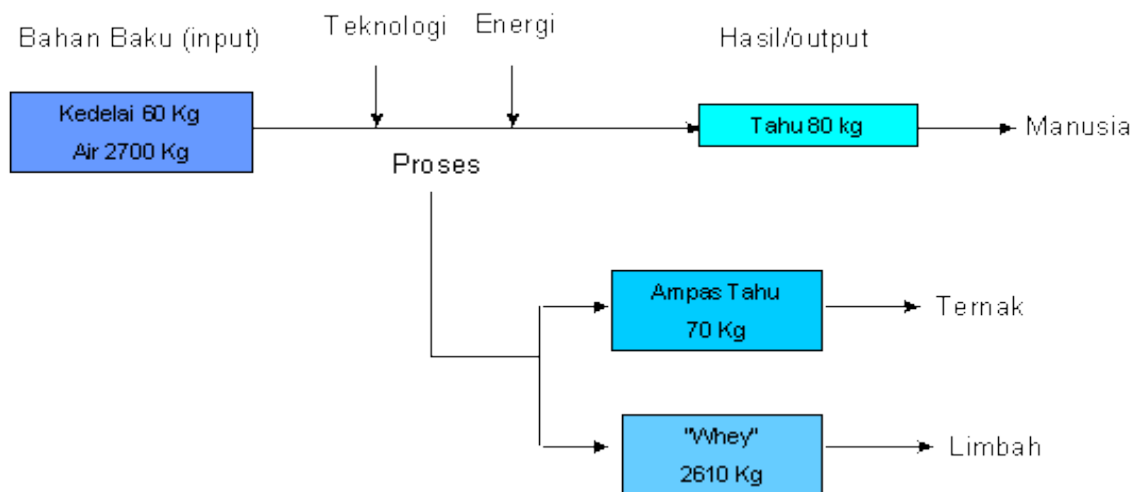 Bahan Baku (input)
Teknologi
Energi
Hasil/output
Kedelai 60 Kg
Air 2700 Kg
Tahu 80 kg
Manusia
Proses
Ampas Tahu
70 Kg
Ternak
"Whey"
2610 Kg
Limbah